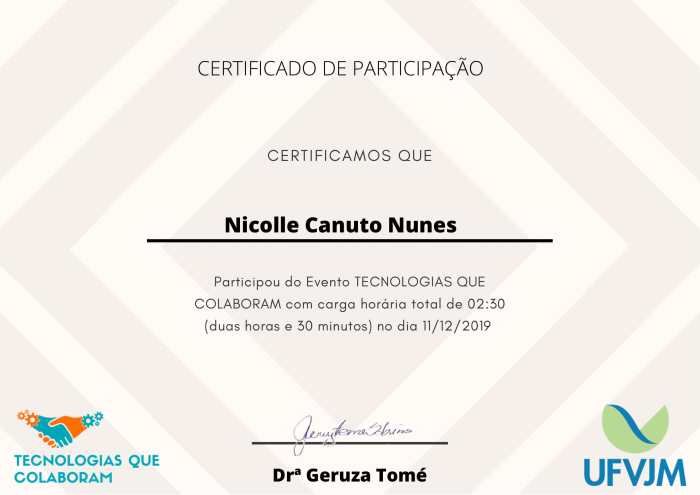 CERTIFICADO DE PARTICIPAÇÃO
CERTIFICAMOS QUE
Nicolle Canuto Nunes
Participou do Evento TECNOLOGIAS QUE
COLABORAM com carga horária total de 02:30
(duas horas e 30 minutos) no dia 11/12/2019
Drª Geruza Tomé
TECNOLOGIAS QUE
COLABORAM
UFVJM